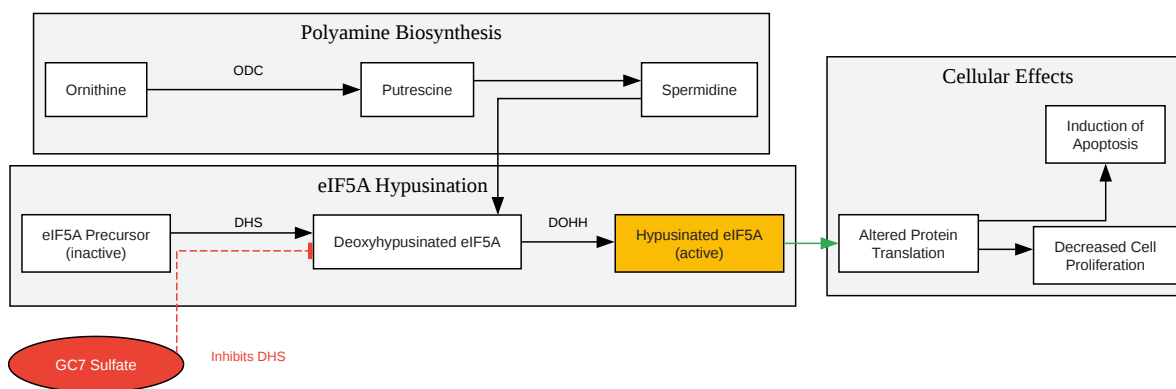 Polyamine Biosynthesis
Ornithine
ODC
Putrescine
Spermidine
eIF5A Hypusination
eIF5A Precursor
(inactive)
DHS
Deoxyhypusinated eIF5A
DOHH
Hypusinated eIF5A
(active)
Cellular Effects
Altered Protein
Translation
Induction of
Apoptosis
Decreased Cell
Proliferation
GC7 Sulfate
Inhibits DHS